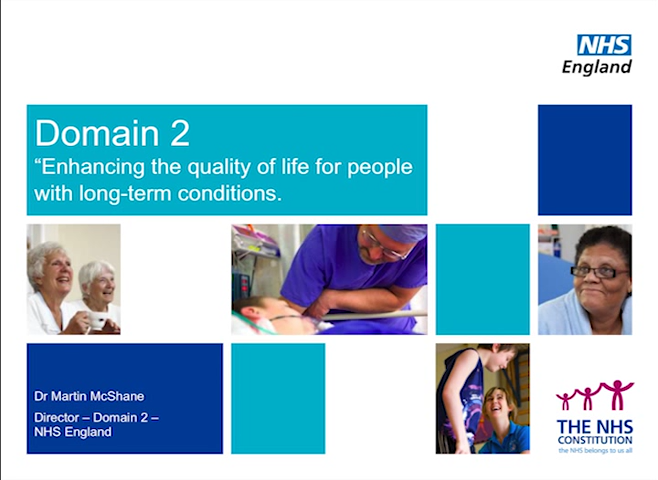 NHS
England
Domain 2
“Enhancing the quality of life for people
with long-term conditions.
Dr Martin McShane
Director – Domain 2 –
NHS England
THE NHS
CONSTITUTION
the NHS belongs to us all